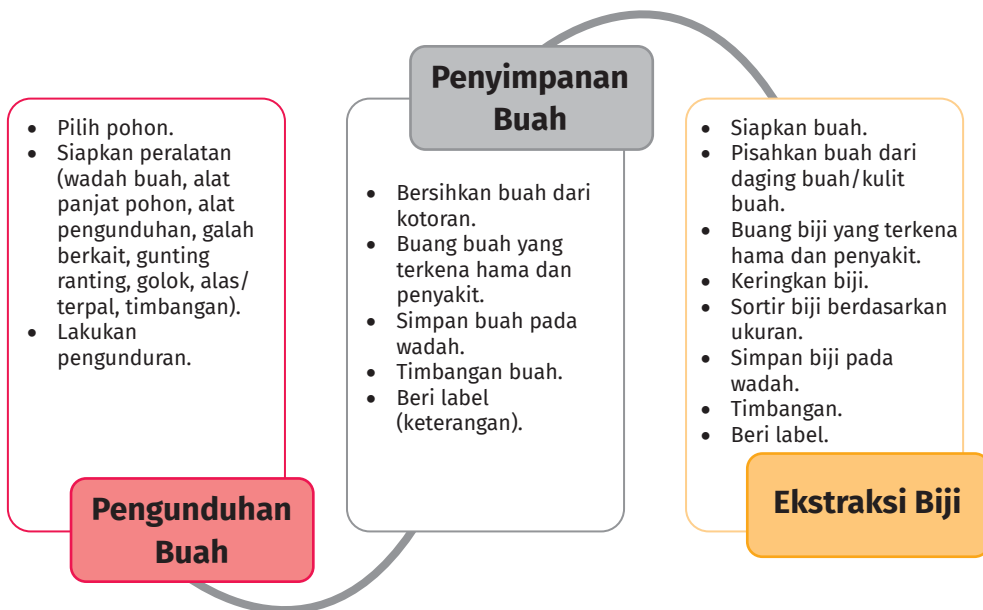 • Pilih pohon.
• Siapkan peralatan
(wadah buah, alat
panjat pohon, alat
pengunduhan, galah
berkait, gunting
ranting, golok, alas/
terpal, timbangan).
• Lakukan
pengunduran.
Pengunduhan
Buah
Penyimpanan
Buah
• Bersihkan buah dari
kotoran.
• Buang buah yang
terkena hama dan
penyakit.
• Simpan buah pada
wadah.
• Timbangan buah.
• Beri label
(keterangan).
• Siapkan buah.
• Pisahkan buah dari
daging buah/kulit
buah.
• Buang biji yang terkena
hama dan penyakit.
• Keringkan biji.
• Sortir biji berdasarkan
ukuran.
• Simpan biji pada
wadah.
• Timbangan.
• Beri label.
Ekstraksi Biji